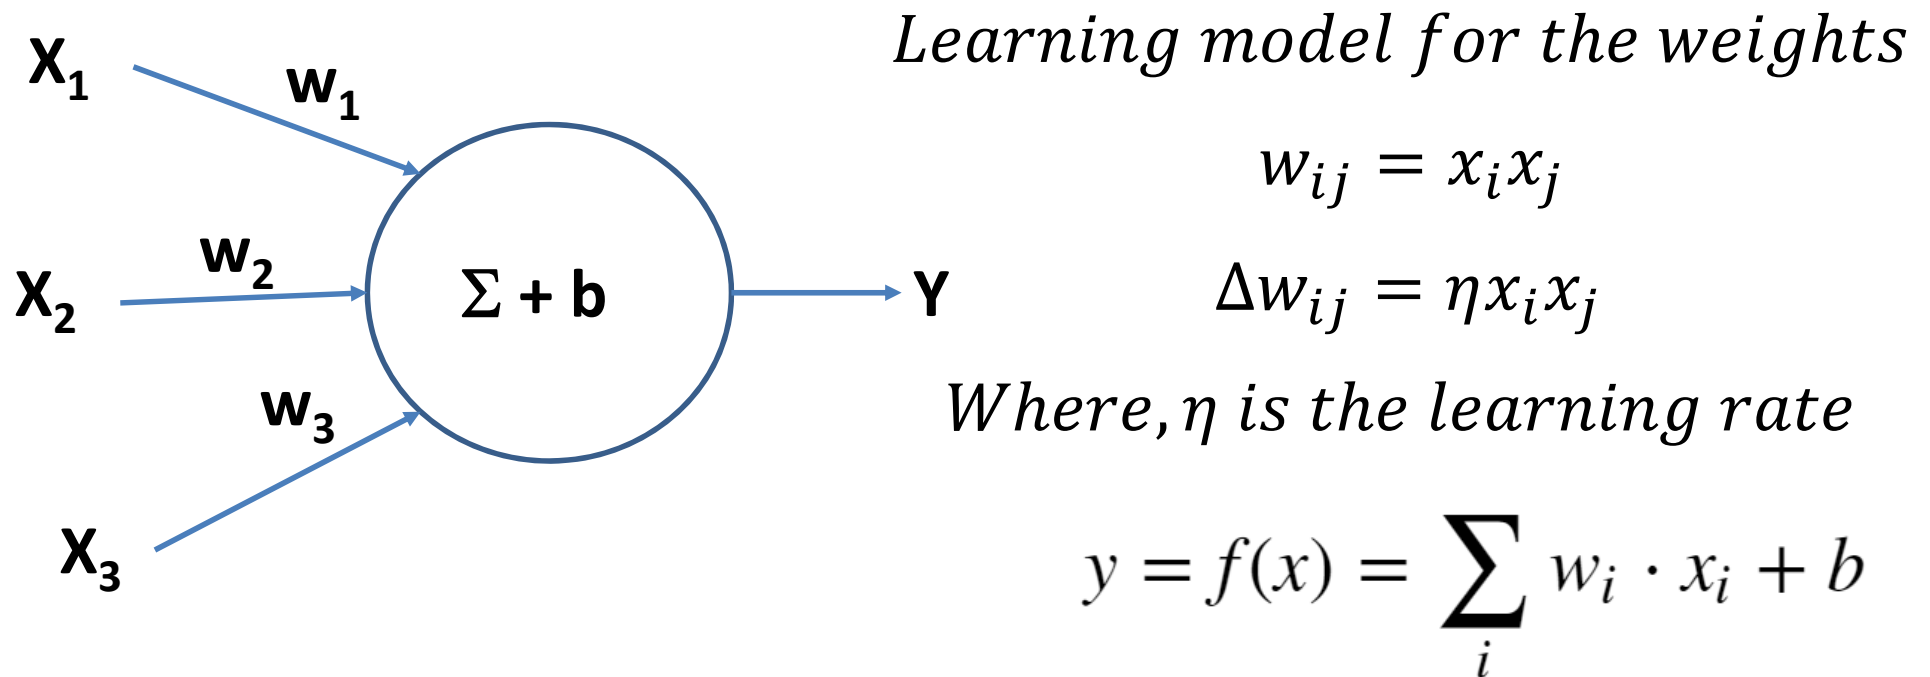 X₁
w₁
X₂
w₂
w₃
X₃
Σ + b
Y
Learning model for the weights
wᵢⱼ = xᵢxⱼ
Δwᵢⱼ = ηxᵢxⱼ
Where, η is the learning rate
y = f(x) = ∑ᵢ wᵢ · xᵢ + b